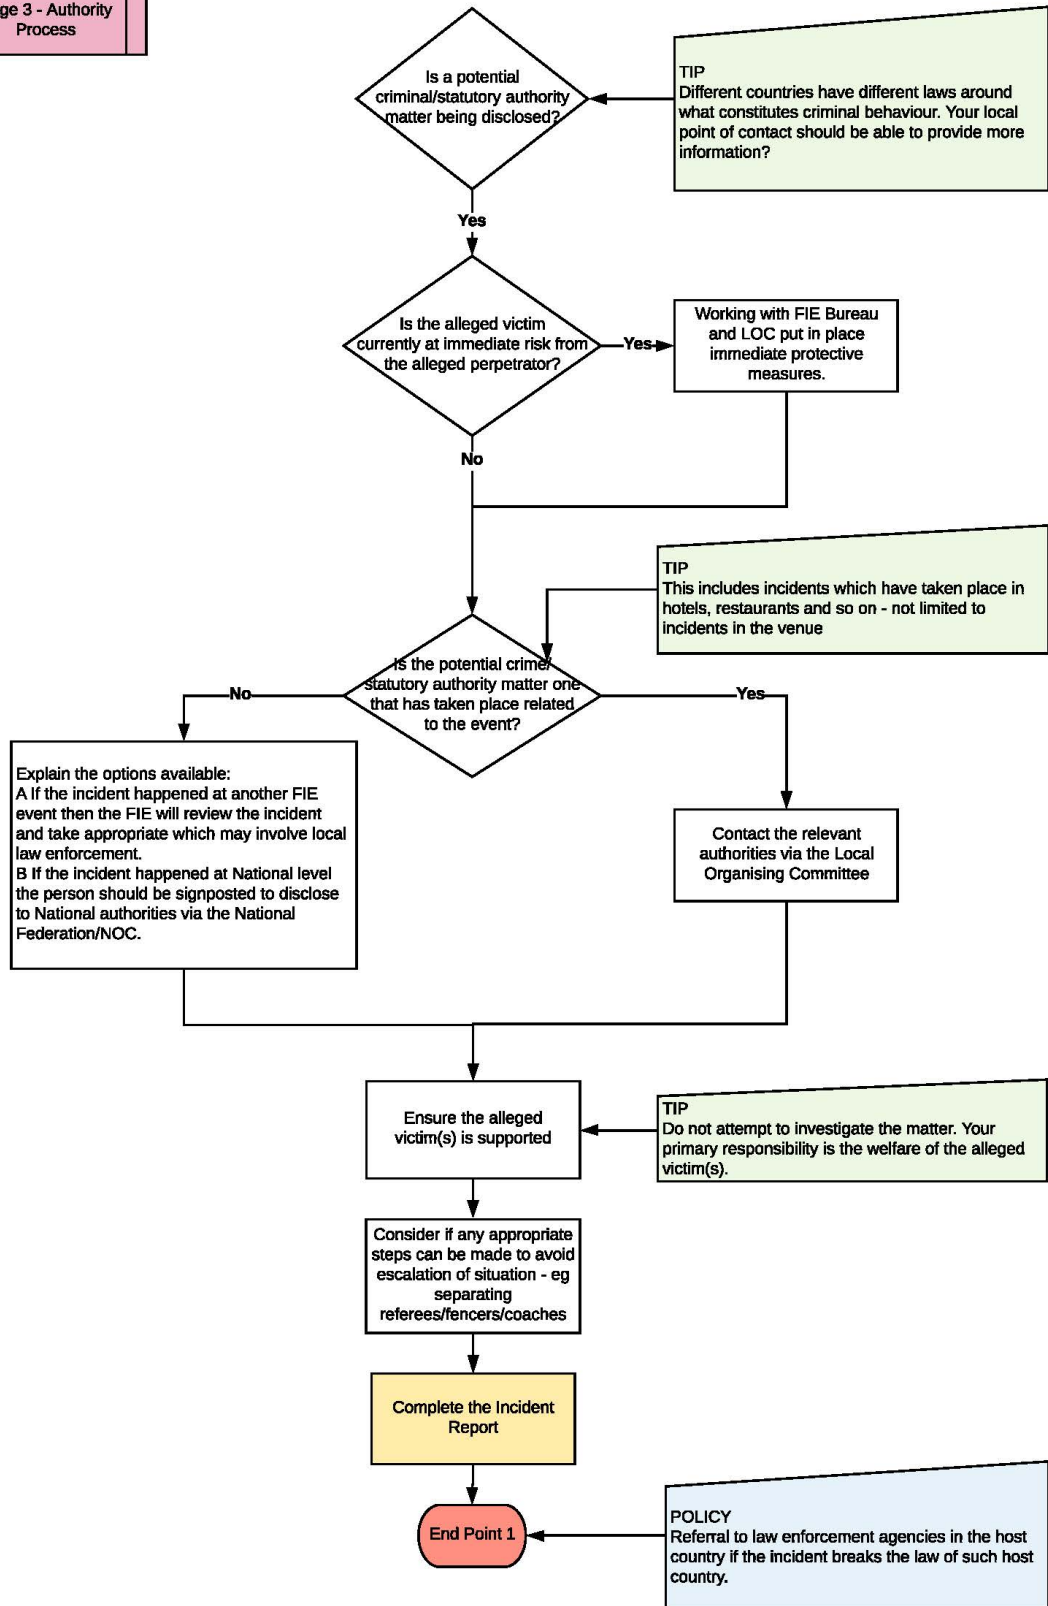 ge 3 - Authority
Process
Is a potential
criminal/statutory authority
matter being disclosed?
TIP
Different countries have different laws around
what constitutes criminal behaviour. Your local
point of contact should be able to provide more
information?
Yes
Is the alleged victim
currently at immediate risk from
the alleged perpetrator?
Yes
Working with FIE Bureau
and LOC put in place
immediate protective
measures.
No
TIP
This includes incidents which have taken place in
hotels, restaurants and so on - not limited to
incidents in the venue
Is the potential crime/
statutory authority matter one
that has taken place related
to the event?
No
Yes
Explain the options available:
A If the incident happened at another FIE
event then the FIE will review the incident
and take appropriate which may involve local
law enforcement.
B If the incident happened at National level
the person should be signposted to disclose
to National authorities via the National
Federation/NOC.
Contact the relevant
authorities via the Local
Organising Committee
Ensure the alleged
victim(s) is supported
TIP
Do not attempt to investigate the matter. Your
primary responsibility is the welfare of the alleged
victim(s).
Consider if any appropriate
steps can be made to avoid
escalation of situation - eg
separating
referees/fencers/coaches
Complete the Incident
Report
End Point 1
POLICY
Referral to law enforcement agencies in the host
country if the incident breaks the law of such host
country.